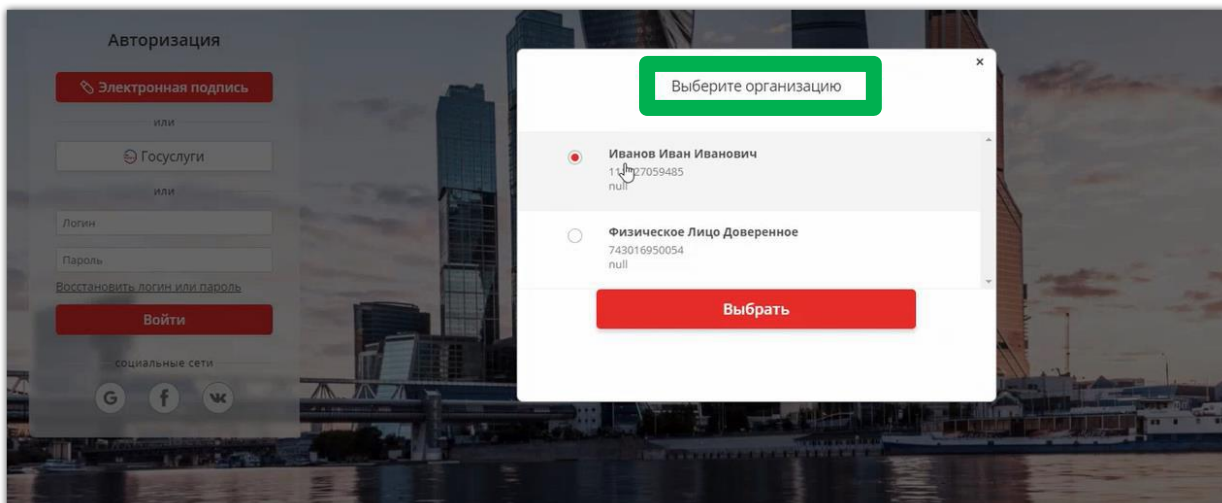 Авторизация
Электронная подпись
или
Госуслуги
или
Логин
Пароль
Восстановить логин или пароль
Войти
социальные сети
G f
Выберите организацию
×
Иванов Иван Иванович
null
Физическое Лицо Доверенное
743016950054
null
Выбрать